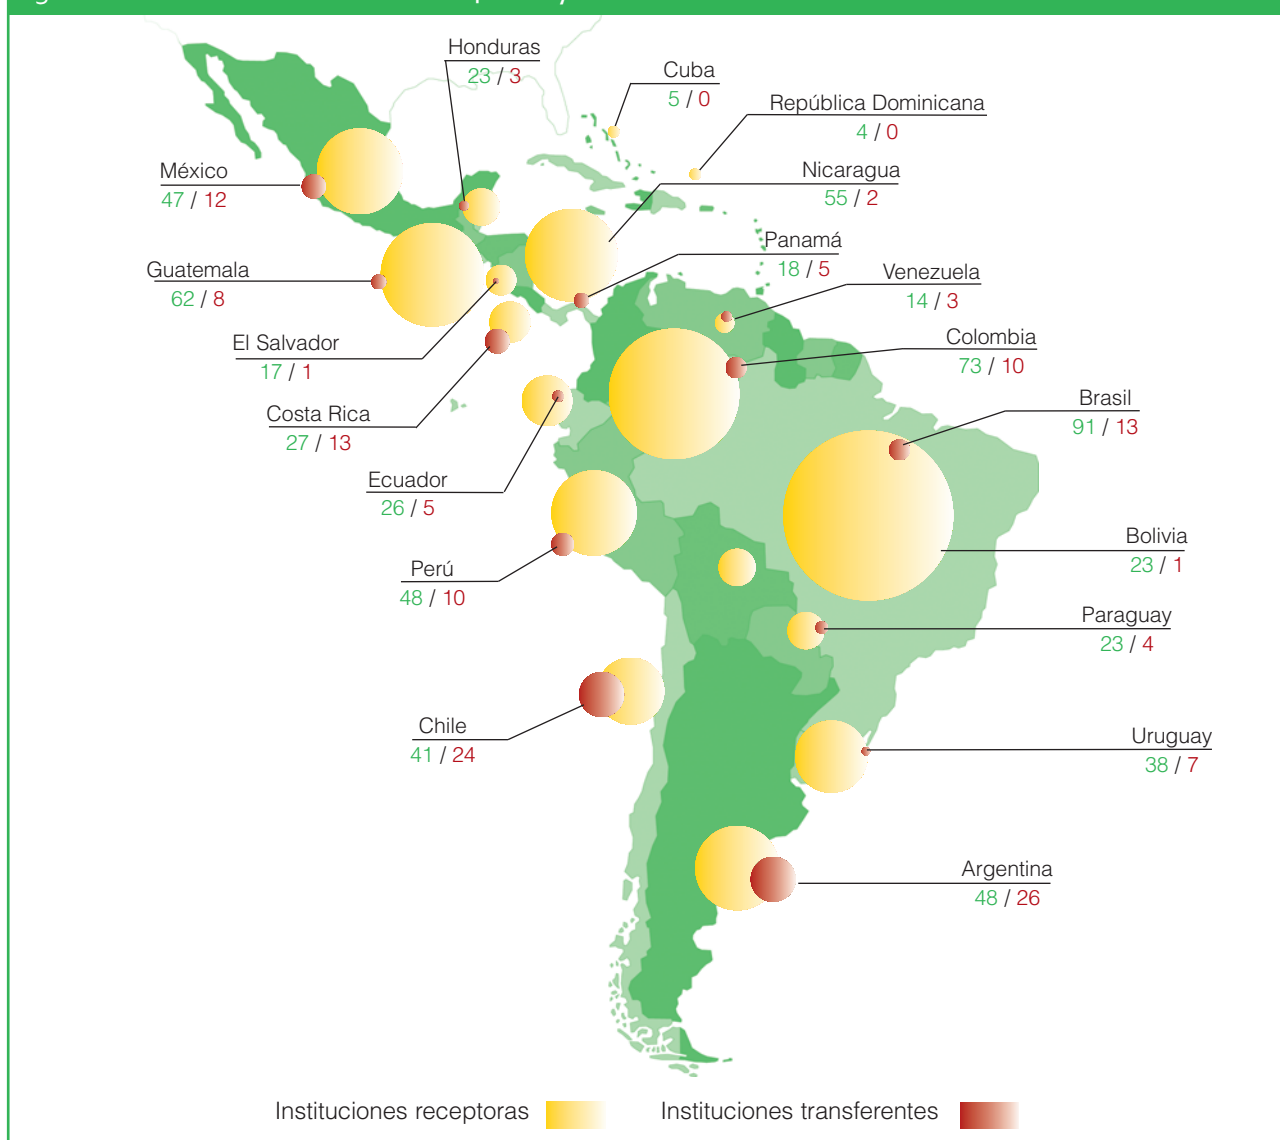 Honduras
23 / 3
Cuba
5 / 0
República Dominicana
4 / 0
México
47 / 12
Nicaragua
55 / 2
Panamá
18 / 5
Guatemala
62 / 8
Venezuela
14 / 3
El Salvador
17 / 1
Colombia
73 / 10
Costa Rica
27 / 13
Brasil
91 / 13
Ecuador
26 / 5
Bolivia
23 / 1
Perú
48 / 10
Paraguay
23 / 4
Chile
41 / 24
Uruguay
38 / 7
Argentina
48 / 26
Instituciones receptoras
Instituciones transferentes